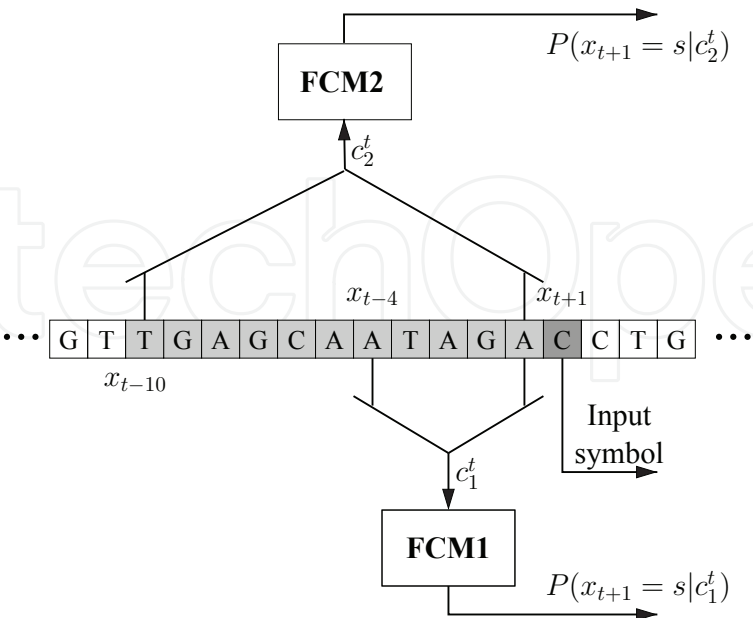 P(x_{t+1} = s|c_2^t)
FCM2
c_2^t
x_{t-4} x_{t+1}
... G T T G A G C A A T A G A C C T G ...
x_{t-10}
Input
symbol
c_1^t
FCM1
P(x_{t+1} = s|c_1^t)